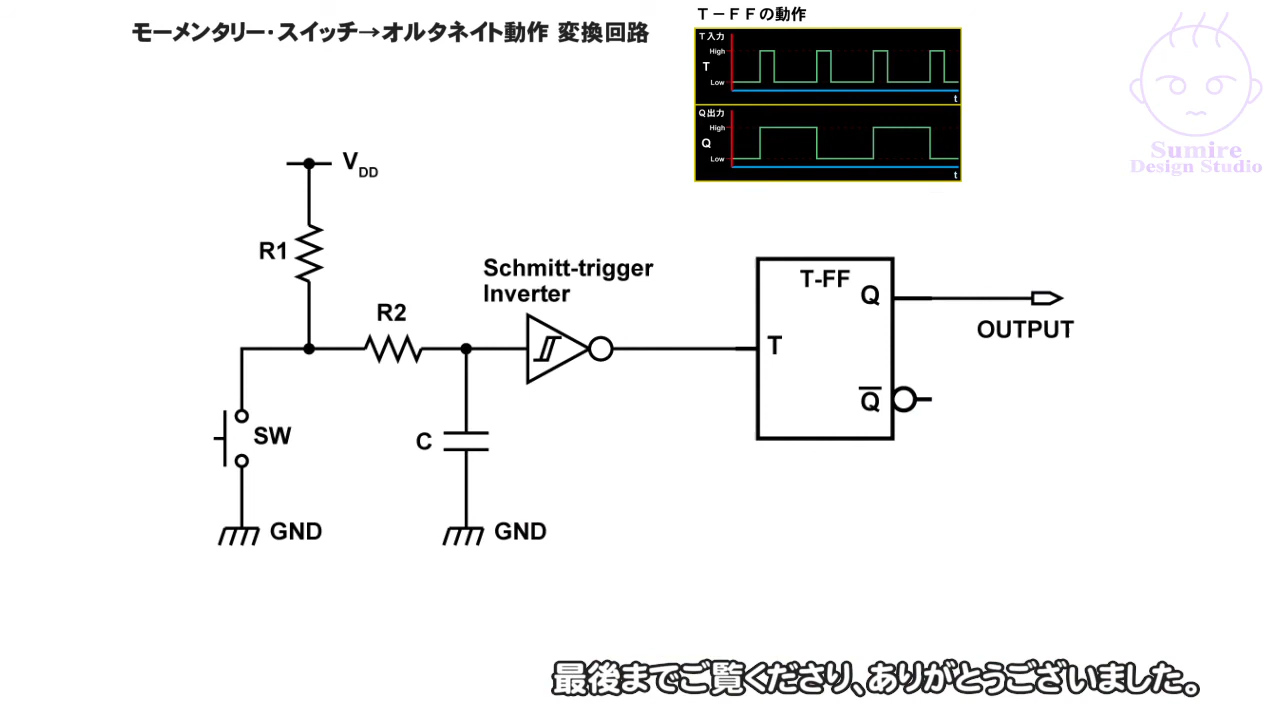 モーメンタリー・スイッチ→オルタネイト動作 変換回路
T－FFの動作
T入力
High
T
Low
t
Q出力
High
Q
Low
t
Sumire
Design Studio
VDD
R1
R2
Schmitt-trigger
Inverter
T-FF
Q
T
Q̅
OUTPUT
SW
C
GND
GND
最後までご覧くださり、ありがとうございました。